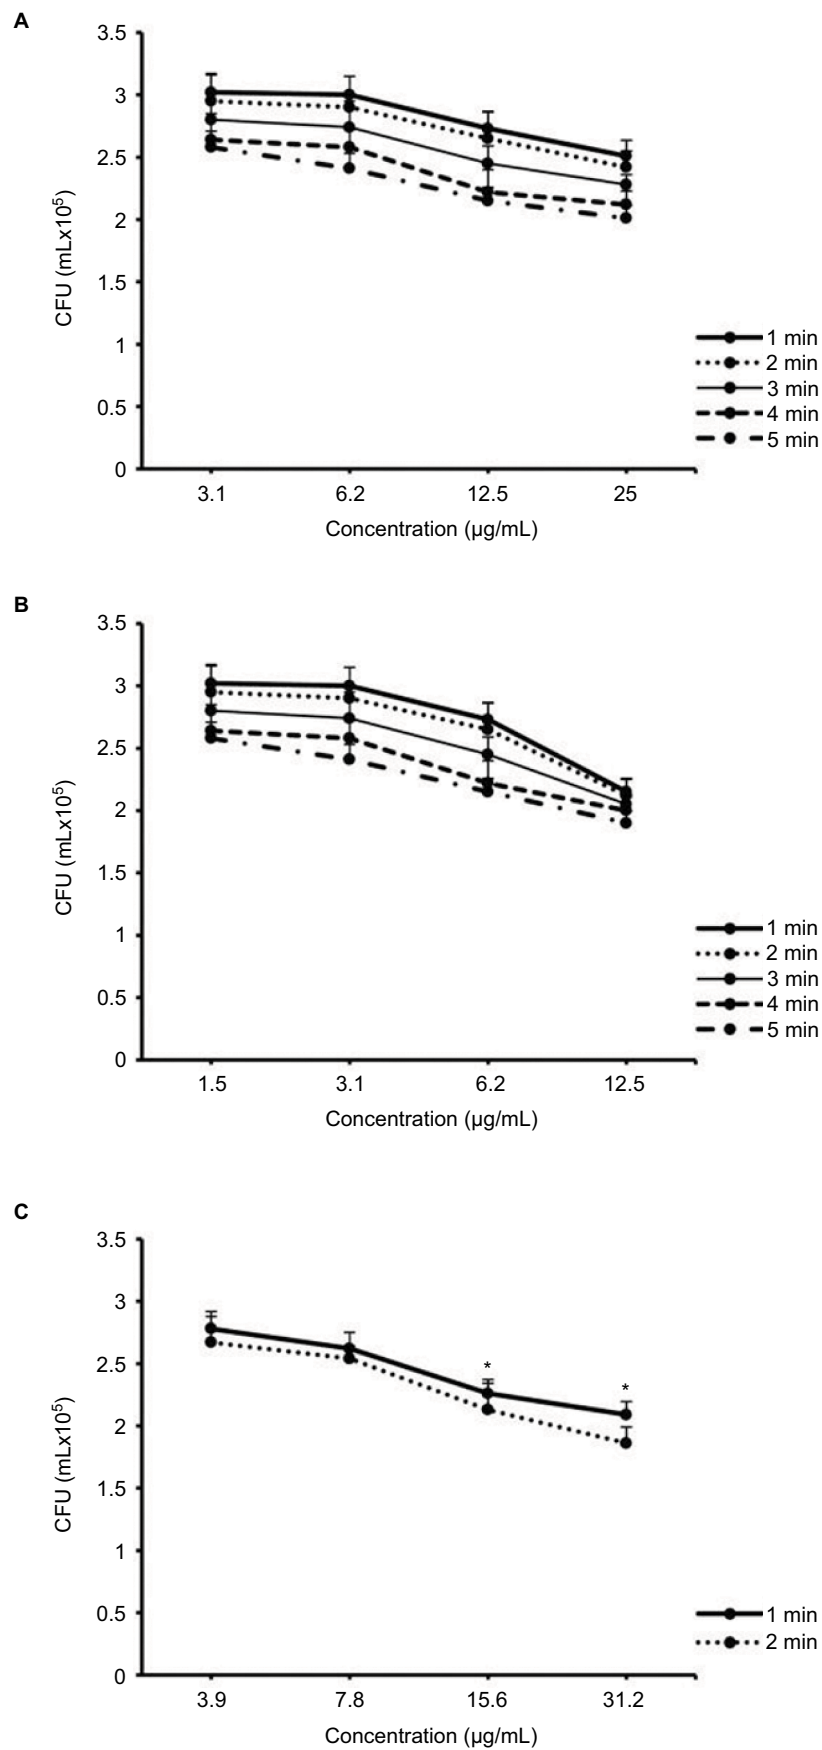 A
3.5
3
2.5
2
1.5
1
0.5
0
CFU (mLx10⁵)
3.1 6.2 12.5 25
Concentration (µg/mL)
1 min
2 min
3 min
4 min
5 min
B
3.5
3
2.5
2
1.5
1
0.5
0
CFU (mLx10⁵)
1.5 3.1 6.2 12.5
Concentration (µg/mL)
1 min
2 min
3 min
4 min
5 min
C
3.5
3
2.5
2
1.5
1
0.5
0
CFU (mLx10⁵)
* *
3.9 7.8 15.6 31.2
Concentration (µg/mL)
1 min
2 min